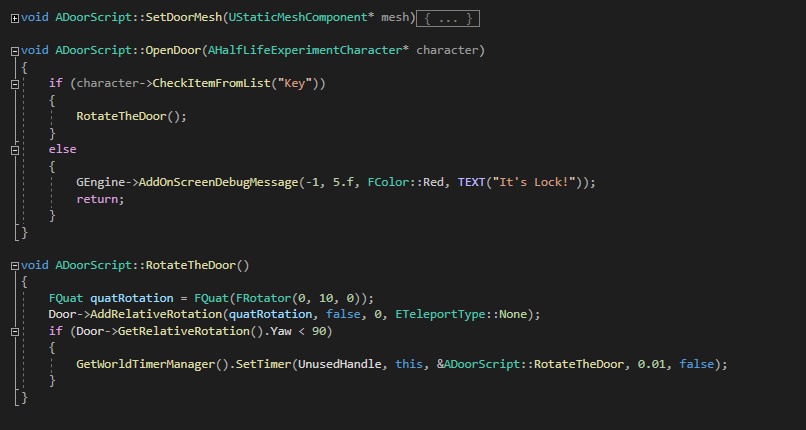 void ADoorScript::SetDoorMesh(UStaticMeshComponent* mesh){ ... }
void ADoorScript::OpenDoor(AHalfLifeExperimentCharacter* character)
{
if (character->CheckItemFromList("Key"))
{
RotateTheDoor();
}
else
{
GEngine->AddOnScreenDebugMessage(-1, 5.f, FColor::Red, TEXT("It's Lock!"));
return;
}
}
void ADoorScript::RotateTheDoor()
{
FQuat quatRotation = FQuat(FRotator(0, 10, 0));
Door->AddRelativeRotation(quatRotation, false, 0, ETeleportType::None);
if (Door->GetRelativeRotation().Yaw < 90)
{
GetWorldTimerManager().SetTimer(UnusedHandle, this, &ADoorScript::RotateTheDoor, 0.01, false);
}
}